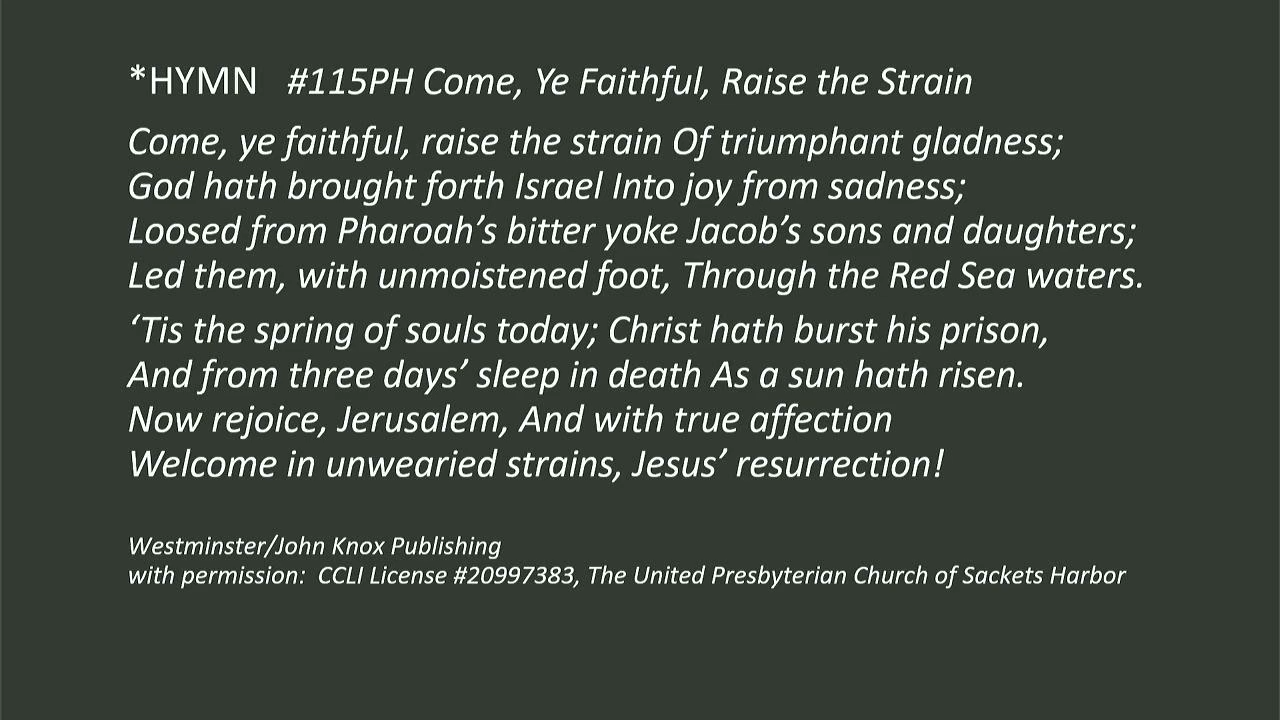 *HYMN #115PH Come, Ye Faithful, Raise the Strain
Come, ye faithful, raise the strain Of triumphant gladness;
God hath brought forth Israel Into joy from sadness;
Loosed from Pharoah’s bitter yoke Jacob’s sons and daughters;
Led them, with unmoistened foot, Through the Red Sea waters.
‘Tis the spring of souls today; Christ hath burst his prison,
And from three days’ sleep in death As a sun hath risen.
Now rejoice, Jerusalem, And with true affection
Welcome in unwearied strains, Jesus’ resurrection!
Westminster/John Knox Publishing
with permission: CCLI License #20997383, The United Presbyterian Church of Sackets Harbor